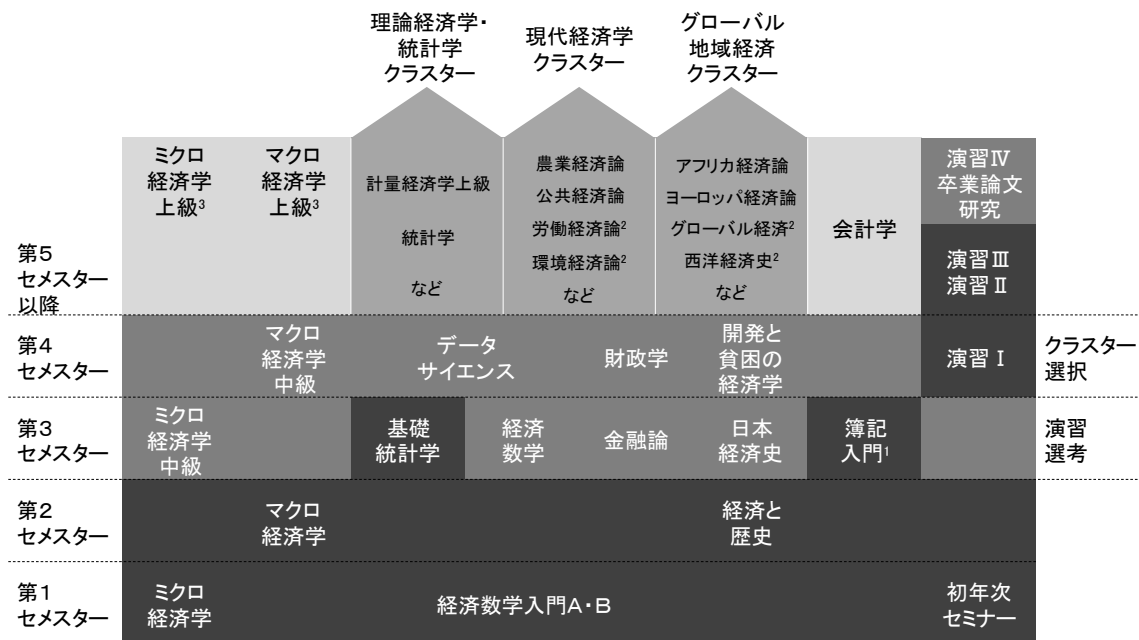 理論経済学・
統計学
クラスター
現代経済学
クラスター
グローバル
地域経済
クラスター
第5
セメスター
以降
ミクロ
経済学
上級³
マクロ
経済学
上級³
計量経済学上級
統計学
など
農業経済論
公共経済論
労働経済論²
環境経済論²
など
アフリカ経済論
ヨーロッパ経済論
グローバル経済²
西洋経済史²
など
会計学
演習Ⅳ
卒業論文
研究
演習Ⅲ
演習Ⅱ
第4
セメスター
マクロ
経済学
中級
データ
サイエンス
財政学
開発と
貧困の
経済学
演習Ⅰ
クラスター
選択
第3
セメスター
ミクロ
経済学
中級
基礎
統計学
経済
数学
金融論
日本
経済史
簿記
入門¹
演習
選考
第2
セメスター
マクロ
経済学
経済と
歴史
第1
セメスター
ミクロ
経済学
経済数学入門A・B
初年次
セミナー